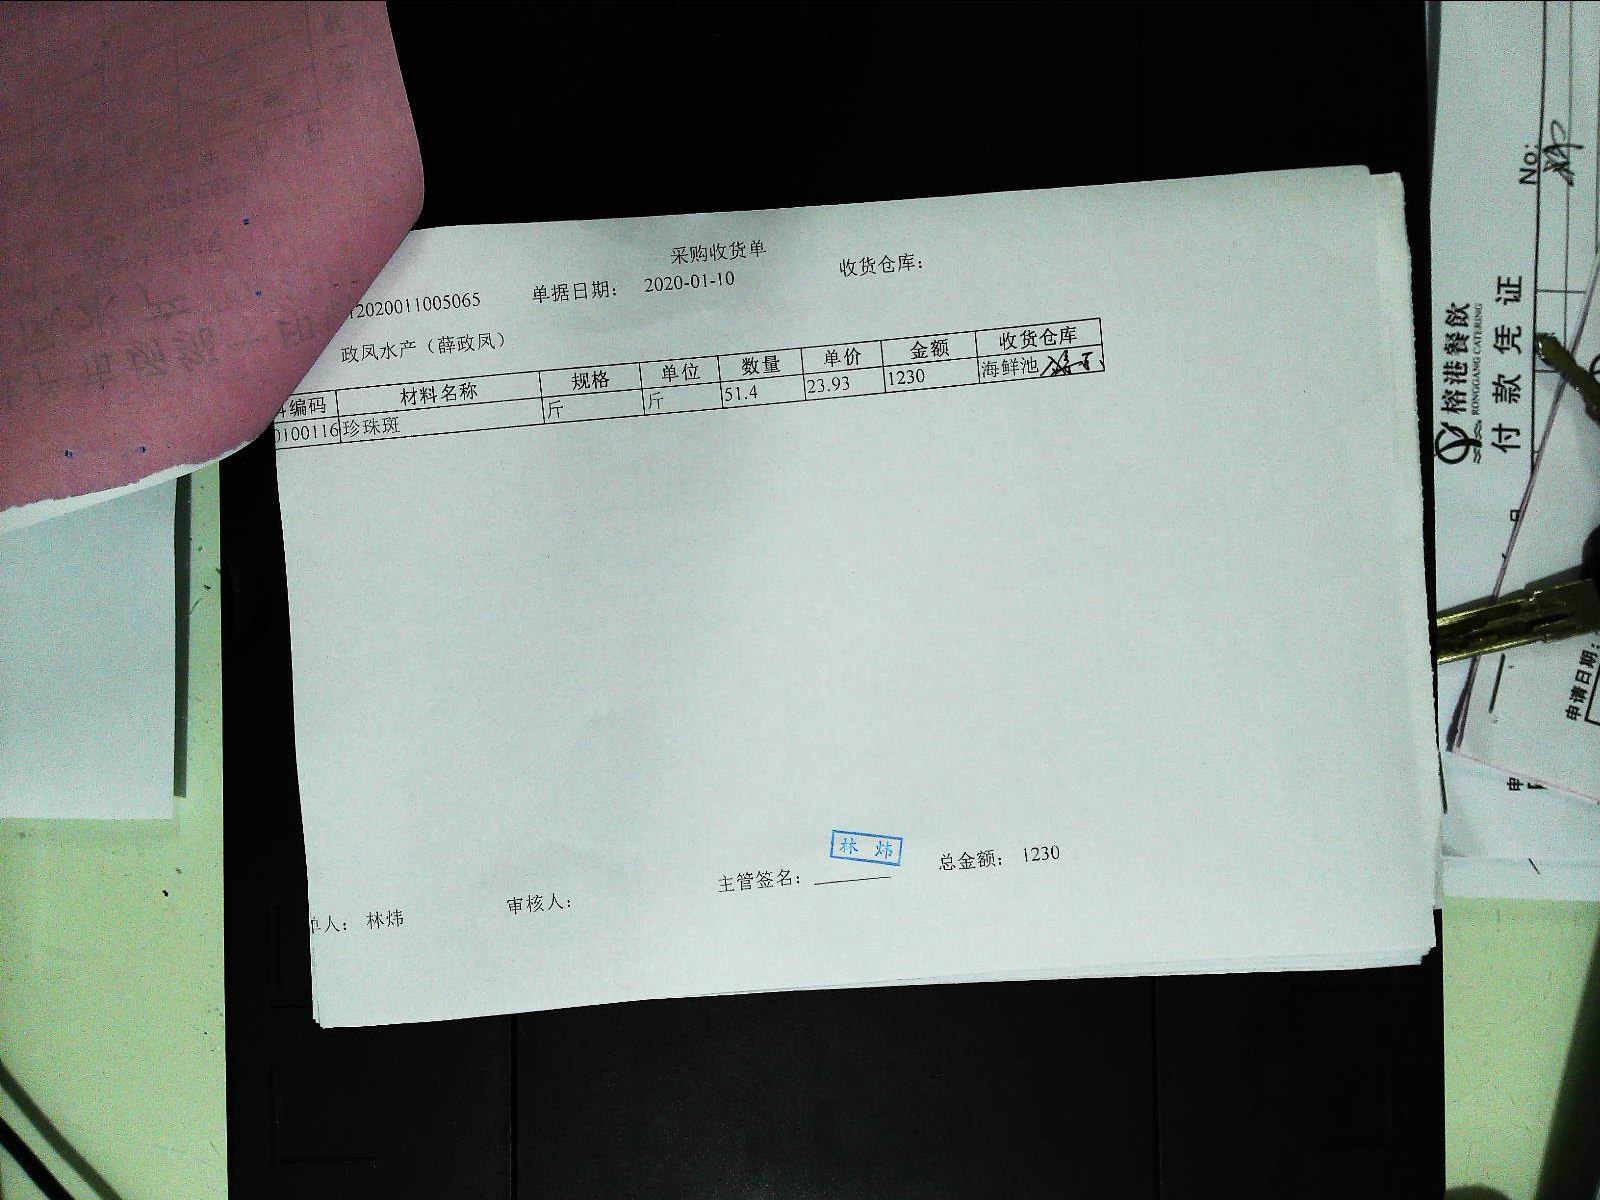 采购收货单
12020011005065 单据日期: 2020-01-10 收货仓库:
政凤水产（薛政凤）
编码 材料名称 规格 单位 数量 单价 金额 收货仓库
0100116 珍珠斑 斤 斤 51.4 23.93 1230 海鲜池
林炜
主管签名: 总金额: 1230
单人: 林炜 审核人:
No:
榕港餐飲
RONGGANG CATERING
付款凭证
申请日期: